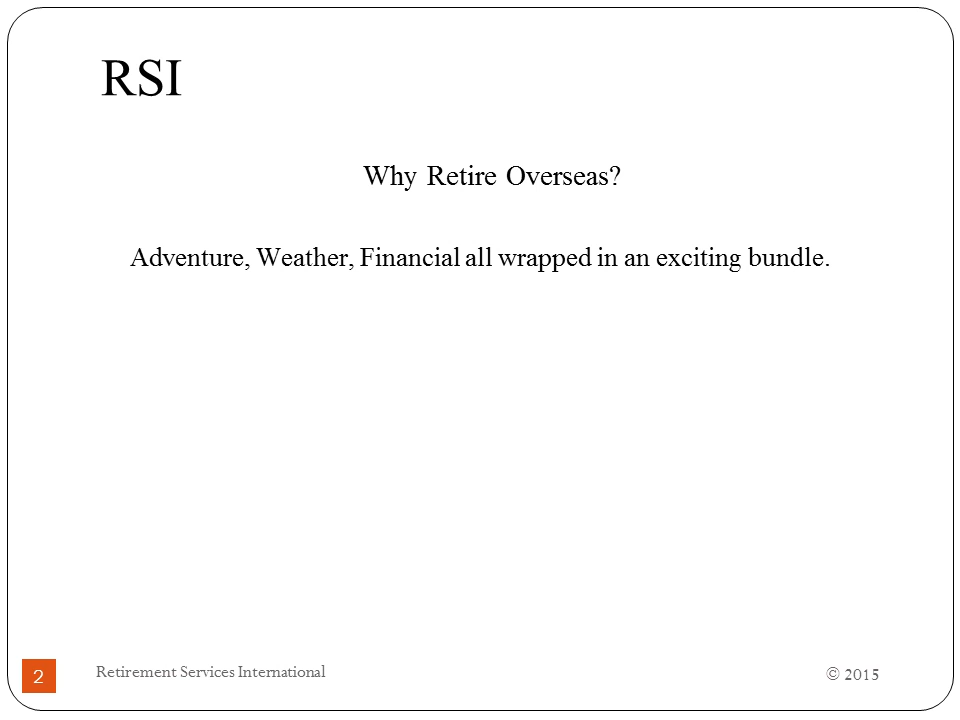 RSI
Why Retire Overseas?
Adventure, Weather, Financial all wrapped in an exciting bundle.
2
Retirement Services International
© 2015